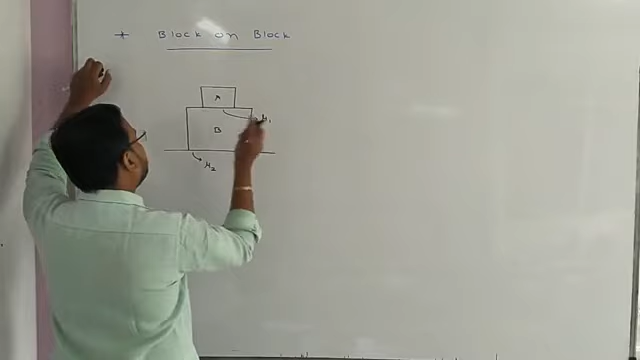 * Block on Block
A
μ₁
B
μ₂